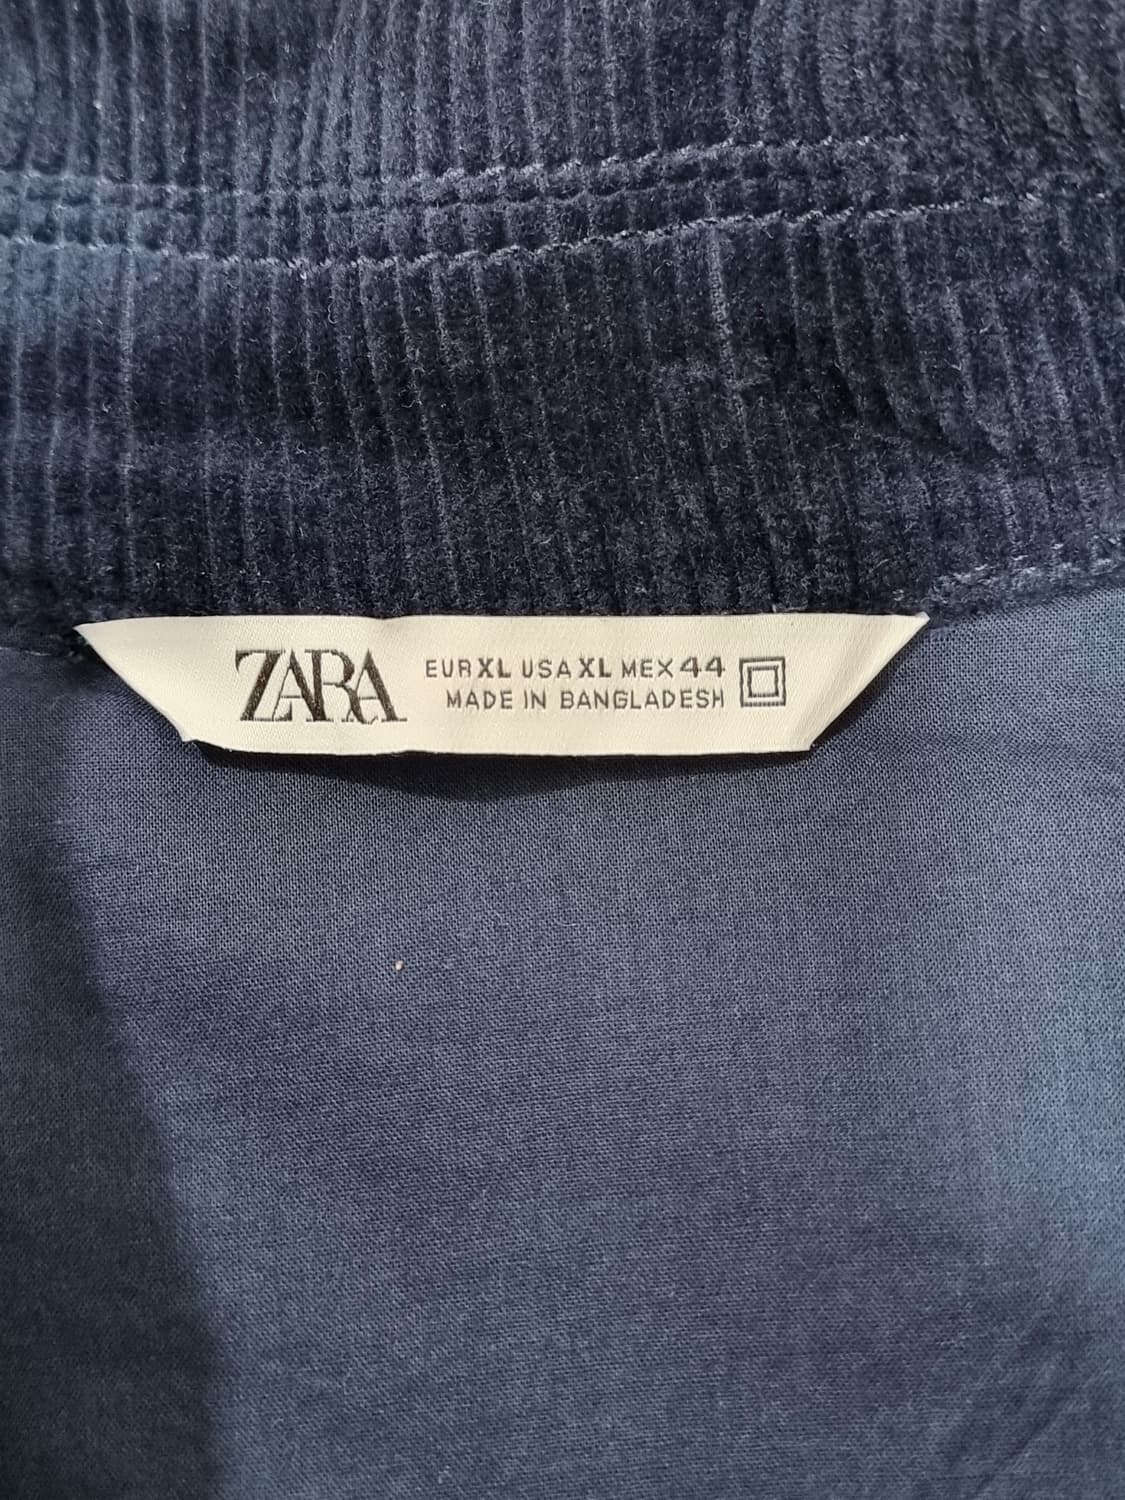 ZARA
EUR XL USA XL MEX 44
MADE IN BANGLADESH